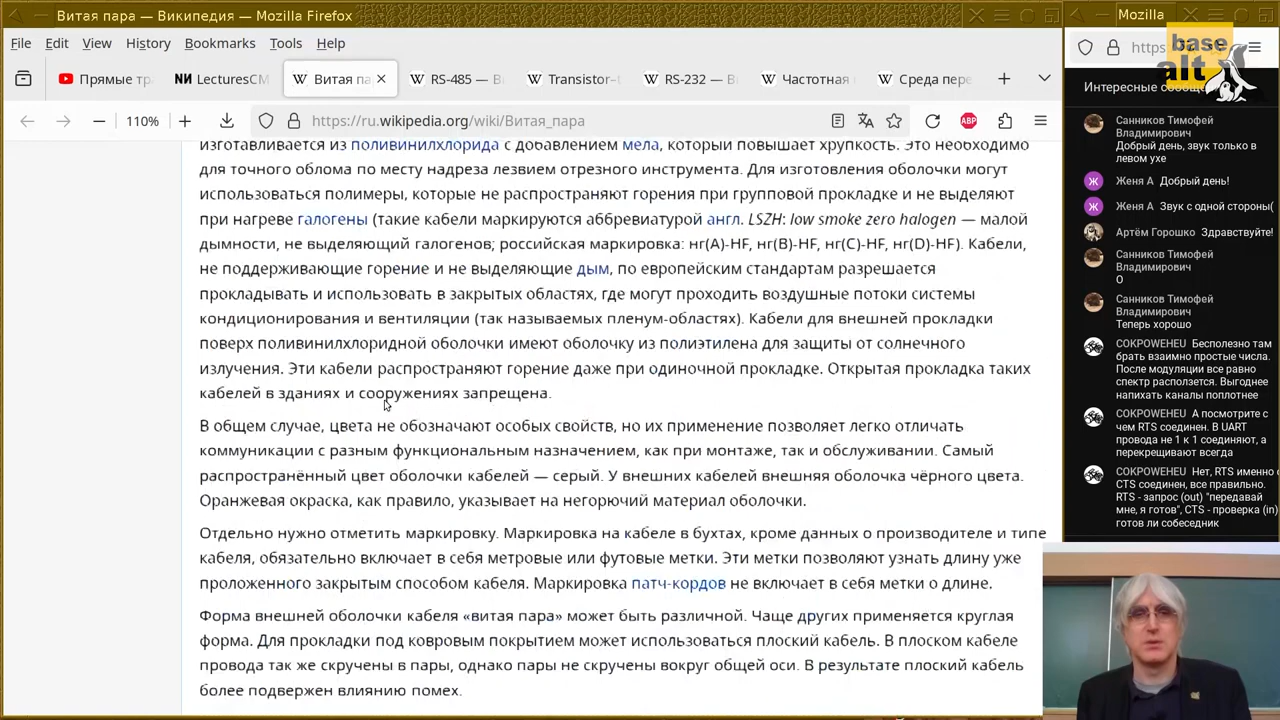 Витая пара — Википедия — Mozilla Firefox
Mozilla
File Edit View History Bookmarks Tools Help
Прямые тр
LecturesCM
Витая па
RS-485 — В
Transistor–
RS-232 — В
Частотная
Среда пере
110%
https://ru.wikipedia.org/wiki/Витая_пара
ABP
https
base
alt
изготавливается из поливинилхлорида с добавлением мела, который повышает хрупкость. Это необходимо
для точного облома по месту надреза лезвием отрезного инструмента. Для изготовления оболочки могут
использоваться полимеры, которые не распространяют горения при групповой прокладке и не выделяют
при нагреве галогены (такие кабели маркируются аббревиатурой англ. LSZH: low smoke zero halogen — малой
дымности, не выделяющий галогенов; российская маркировка: нг(A)-HF, нг(B)-HF, нг(C)-HF, нг(D)-HF). Кабели,
не поддерживающие горение и не выделяющие дым, по европейским стандартам разрешается
прокладывать и использовать в закрытых областях, где могут проходить воздушные потоки системы
кондиционирования и вентиляции (так называемых пленум-областях). Кабели для внешней прокладки
поверх поливинилхлоридной оболочки имеют оболочку из полиэтилена для защиты от солнечного
излучения. Эти кабели распространяют горение даже при одиночной прокладке. Открытая прокладка таких
кабелей в зданиях и сооружениях запрещена.
В общем случае, цвета не обозначают особых свойств, но их применение позволяет легко отличать
коммуникации c разным функциональным назначением, как при монтаже, так и обслуживании. Самый
распространённый цвет оболочки кабелей — серый. У внешних кабелей внешняя оболочка чёрного цвета.
Оранжевая окраска, как правило, указывает на негорючий материал оболочки.
Отдельно нужно отметить маркировку. Маркировка на кабеле в бухтах, кроме данных о производителе и типе
кабеля, обязательно включает в себя метровые или футовые метки. Эти метки позволяют узнать длину уже
проложенного закрытым способом кабеля. Маркировка патч-кордов не включает в себя метки о длине.
Форма внешней оболочки кабеля «витая пара» может быть различной. Чаще других применяется круглая
форма. Для прокладки под ковровым покрытием может использоваться плоский кабель. В плоском кабеле
провода так же скручены в пары, однако пары не скручены вокруг общей оси. В результате плоский кабель
более подвержен влиянию помех.
Интересные сообще
Санников Тимофей
Владимирович
Добрый день, звук только в
левом ухе
Женя А Добрый день!
Женя А Звук с одной стороны(
Артём Горошко Здравствуйте!
Санников Тимофей
Владимирович
О
Санников Тимофей
Владимирович
Теперь хорошо
COKPOWEHEU Бесполезно там
брать взаимно простые числа.
После модуляции все равно
спектр расползется. Выгоднее
напихать каналы поплотнее
COKPOWEHEU А посмотрите с
чем RTS соединен. В UART
провода не 1 к 1 соединяют, а
перекрещивают всегда
COKPOWEHEU Нет, RTS именно с
CTS соединен, все правильно.
RTS - запрос (out) "передавай
мне, я готов", CTS - проверка (in)
готов ли собеседник